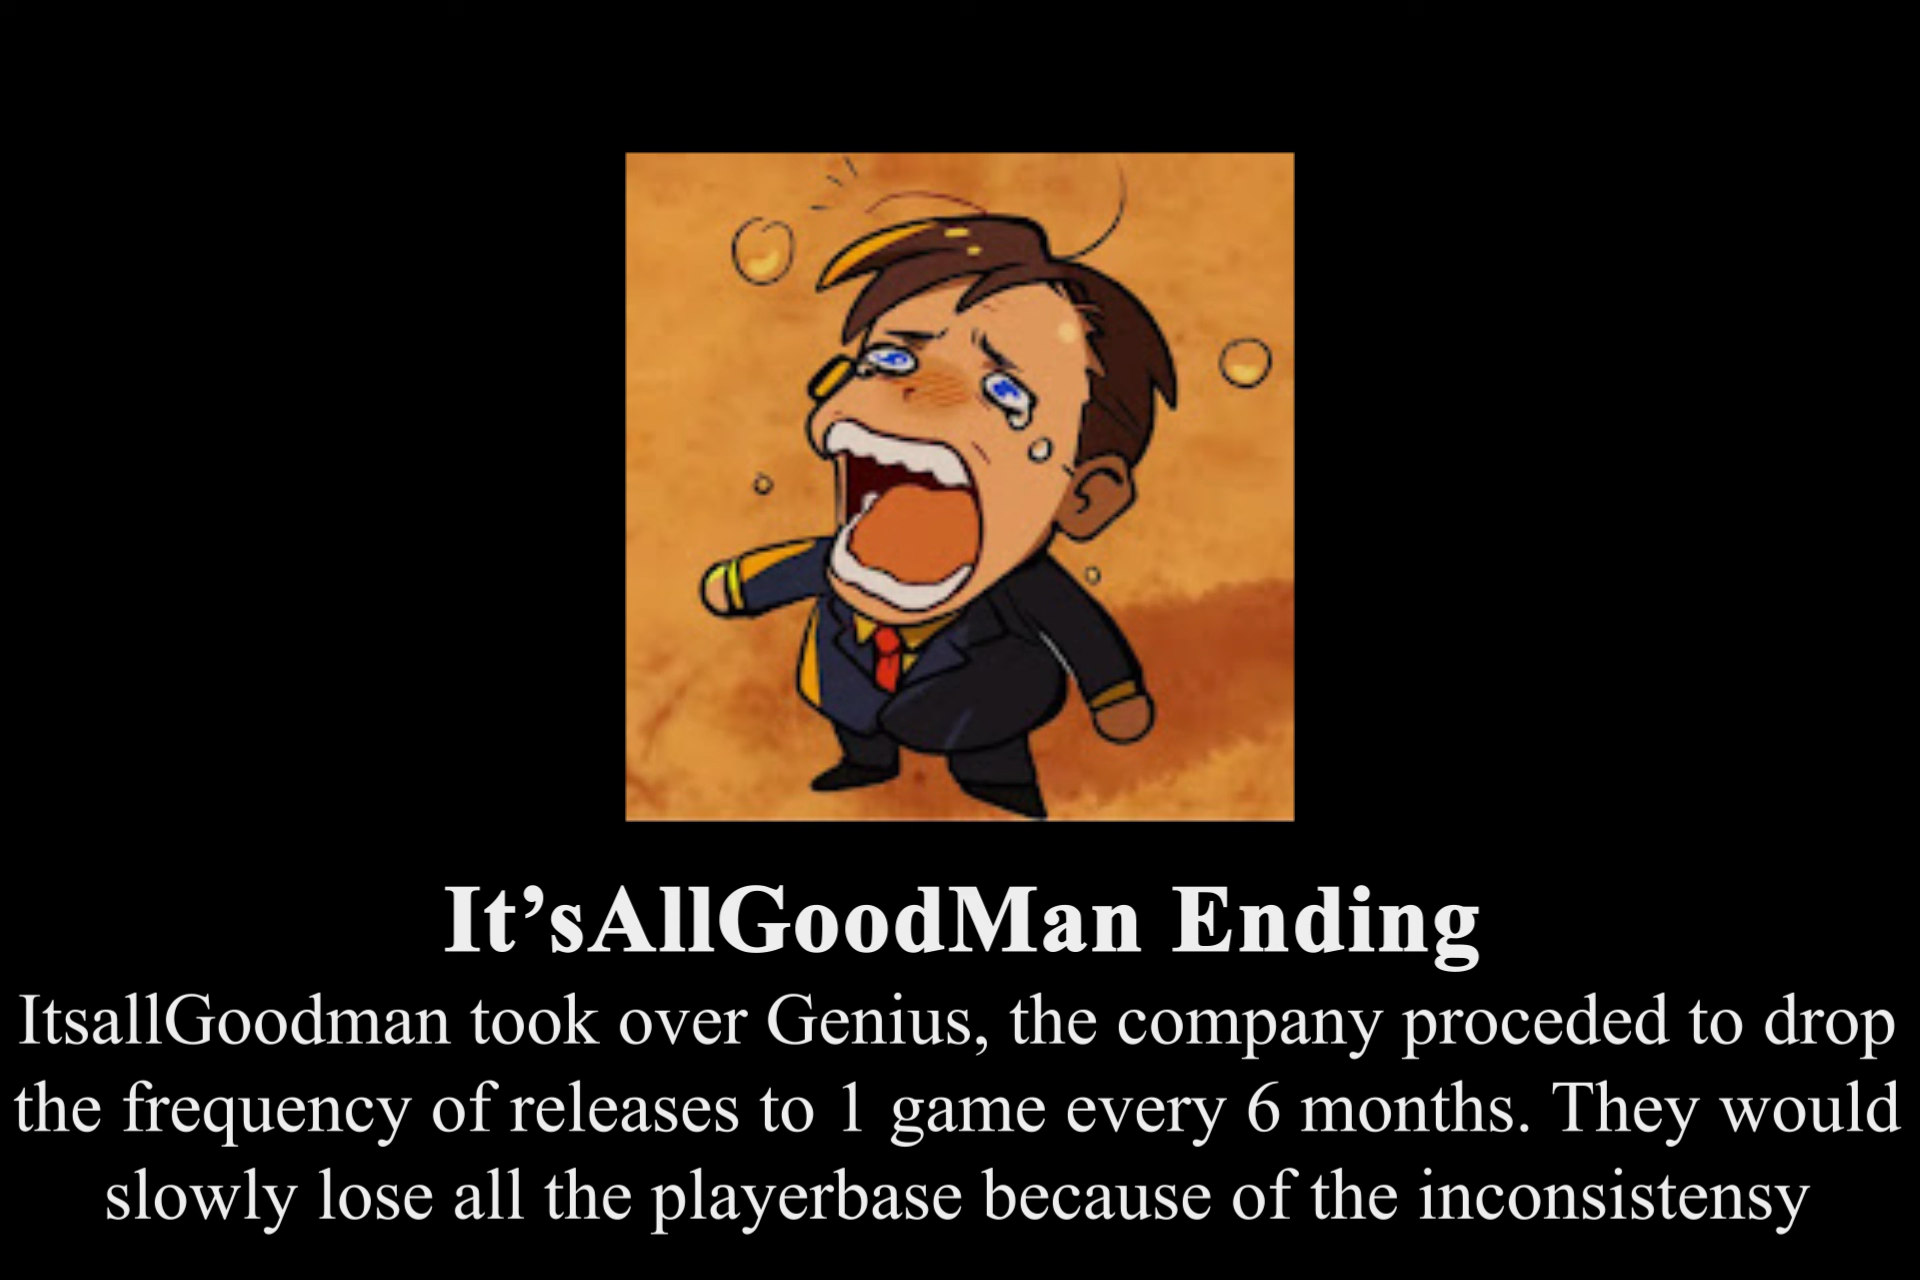 It’sAllGoodMan Ending
ItsallGoodman took over Genius, the company proceded to drop
the frequency of releases to 1 game every 6 months. They would
slowly lose all the playerbase because of the inconsistensy